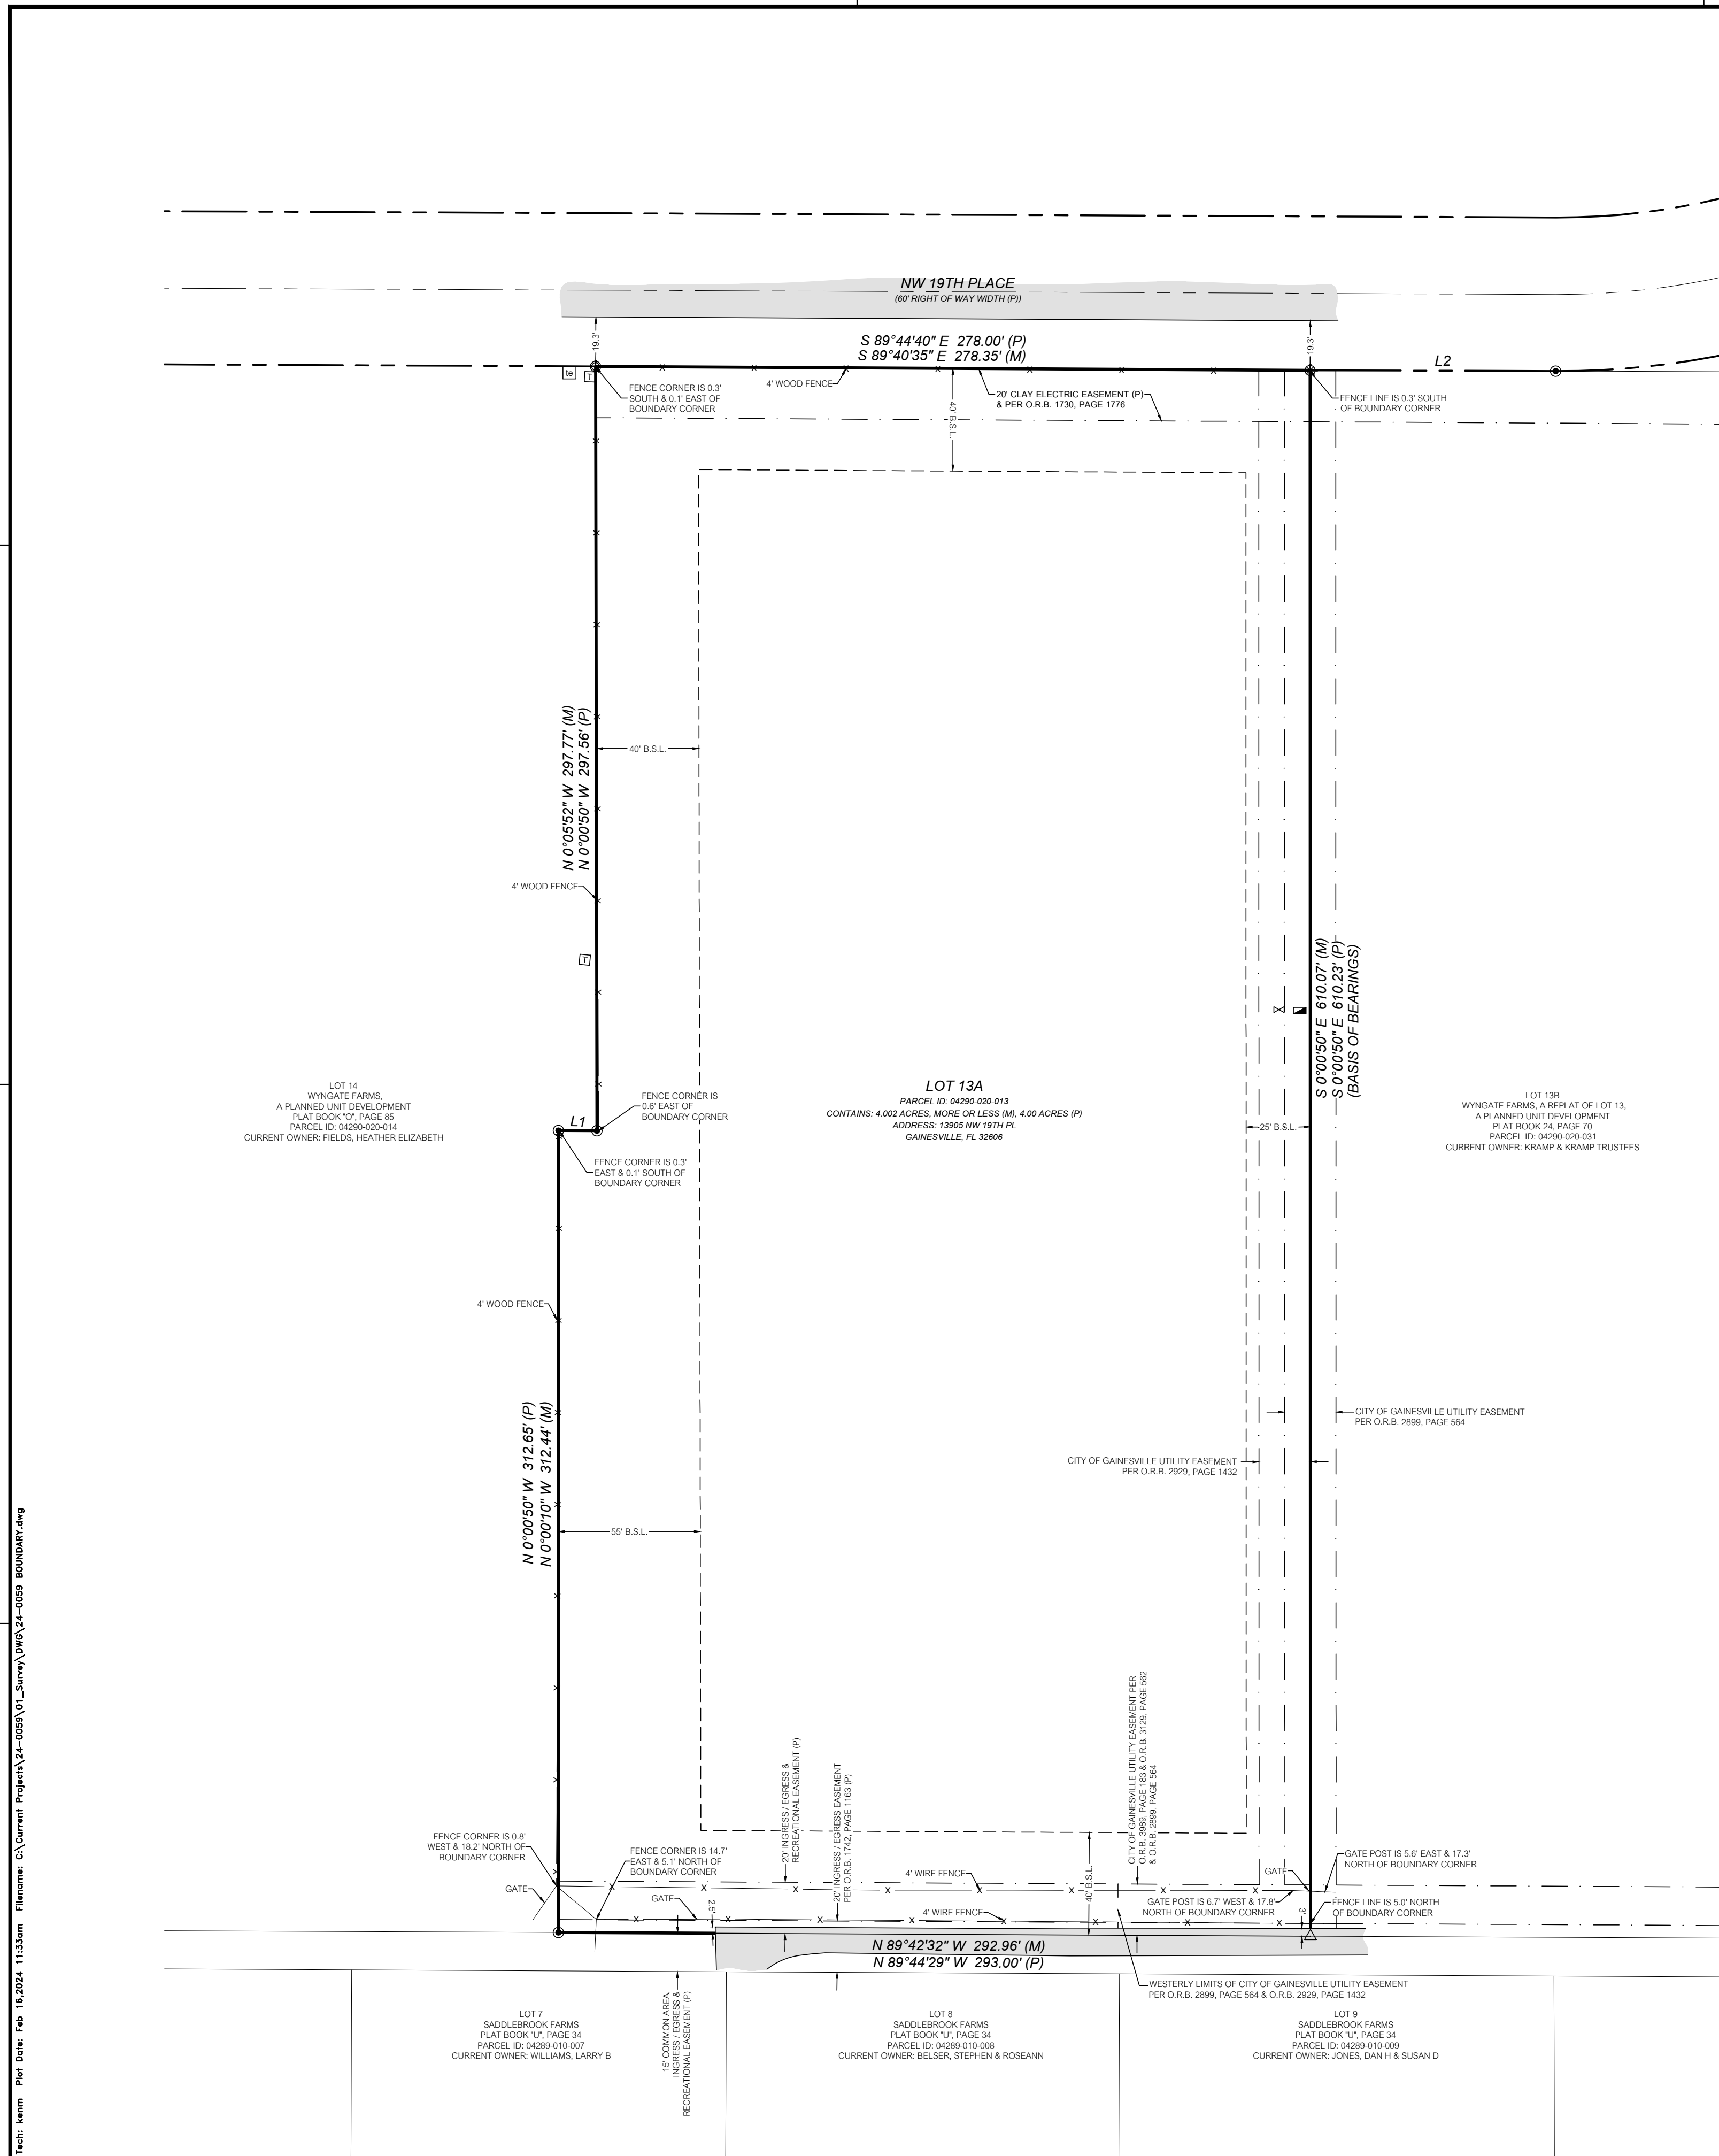 NW 19TH PLACE
(60' RIGHT OF WAY WIDTH (P))
19.3'
19.3'
S 89°44'40" E 278.00' (P)
S 89°40'35" E 278.35' (M)
L2
te
T
FENCE CORNER IS 0.3'
SOUTH & 0.1' EAST OF
BOUNDARY CORNER
4' WOOD FENCE
40' B.S.L.
20' CLAY ELECTRIC EASEMENT (P)
& PER O.R.B. 1730, PAGE 1776
FENCE LINE IS 0.3' SOUTH
OF BOUNDARY CORNER
N 0°05'52" W 297.77' (M)
N 0°00'50" W 297.56' (P)
40' B.S.L.
4' WOOD FENCE
T
S 0°00'50" E 610.07' (M)
S 0°00'50" E 610.23' (P)
(BASIS OF BEARINGS)
LOT 14
WYNGATE FARMS,
A PLANNED UNIT DEVELOPMENT
PLAT BOOK "O", PAGE 85
PARCEL ID: 04290-020-014
CURRENT OWNER: FIELDS, HEATHER ELIZABETH
L1
FENCE CORNER IS
0.6' EAST OF
BOUNDARY CORNER
LOT 13A
PARCEL ID: 04290-020-013
CONTAINS: 4.002 ACRES, MORE OR LESS (M), 4.00 ACRES (P)
ADDRESS: 13905 NW 19TH PL
GAINESVILLE, FL 32606
25' B.S.L.
LOT 13B
WYNGATE FARMS, A REPLAT OF LOT 13,
A PLANNED UNIT DEVELOPMENT
PLAT BOOK 24, PAGE 70
PARCEL ID: 04290-020-031
CURRENT OWNER: KRAMP & KRAMP TRUSTEES
FENCE CORNER IS 0.3'
EAST & 0.1' SOUTH OF
BOUNDARY CORNER
4' WOOD FENCE
N 0°00'50" W 312.65' (P)
N 0°00'10" W 312.44' (M)
55' B.S.L.
CITY OF GAINESVILLE UTILITY EASEMENT
PER O.R.B. 2899, PAGE 564
CITY OF GAINESVILLE UTILITY EASEMENT
PER O.R.B. 2929, PAGE 1432
FENCE CORNER IS 0.8'
WEST & 18.2' NORTH OF
BOUNDARY CORNER
GATE
FENCE CORNER IS 14.7'
EAST & 5.1' NORTH OF
BOUNDARY CORNER
GATE
2.5'
20' INGRESS / EGRESS &
RECREATIONAL EASEMENT (P)
20' INGRESS / EGRESS EASEMENT
PER O.R.B. 1742, PAGE 1163 (P)
4' WIRE FENCE
4' WIRE FENCE
40' B.S.L.
CITY OF GAINESVILLE UTILITY EASEMENT PER
O.R.B. 3989, PAGE 183 & O.R.B. 3129, PAGE 562
& O.R.B. 2899, PAGE 564
GATE
GATE POST IS 6.7' WEST & 17.8'
NORTH OF BOUNDARY CORNER
3'
GATE POST IS 5.6' EAST & 17.3'
NORTH OF BOUNDARY CORNER
FENCE LINE IS 5.0' NORTH
OF BOUNDARY CORNER
N 89°42'32" W 292.96' (M)
N 89°44'29" W 293.00' (P)
WESTERLY LIMITS OF CITY OF GAINESVILLE UTILITY EASEMENT
PER O.R.B. 2899, PAGE 564 & O.R.B. 2929, PAGE 1432
15' COMMON AREA,
INGRESS / EGRESS &
RECREATIONAL EASEMENT (P)
LOT 7
SADDLEBROOK FARMS
PLAT BOOK "U", PAGE 34
PARCEL ID: 04289-010-007
CURRENT OWNER: WILLIAMS, LARRY B
LOT 8
SADDLEBROOK FARMS
PLAT BOOK "U", PAGE 34
PARCEL ID: 04289-010-008
CURRENT OWNER: BELSER, STEPHEN & ROSEANN
LOT 9
SADDLEBROOK FARMS
PLAT BOOK "U", PAGE 34
PARCEL ID: 04289-010-009
CURRENT OWNER: JONES, DAN H & SUSAN D
Tech: kenm Plot Date: Feb 16,2024 11:33am Filename: C:\Current Projects\24-0059\01_Survey\DWG\24-0059 BOUNDARY.dwg